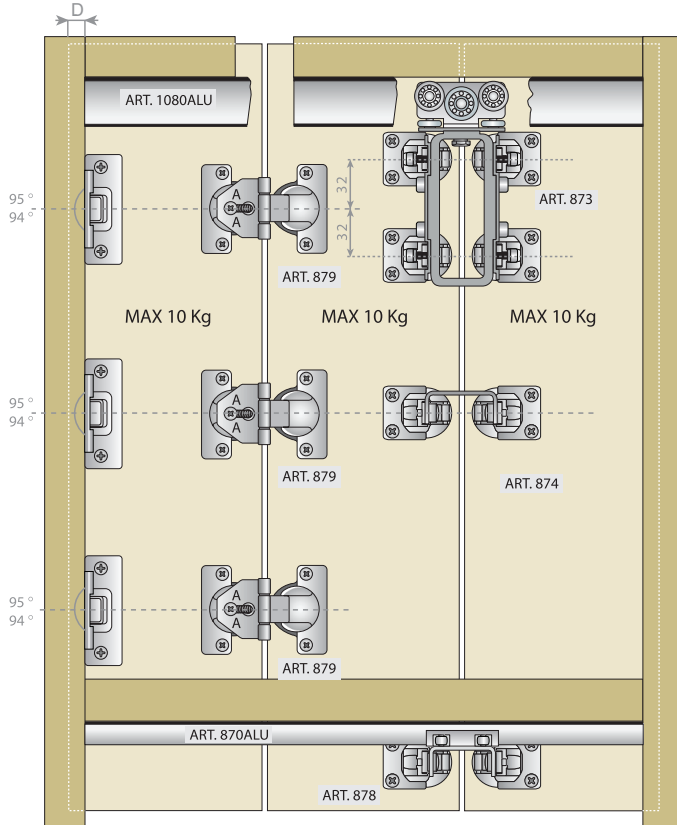 D
ART. 1080ALU
95°
94°
A
A
32
32
ART. 873
ART. 879
MAX 10 Kg
MAX 10 Kg
MAX 10 Kg
95°
94°
A
A
ART. 879
ART. 874
95°
94°
A
A
ART. 879
ART. 870ALU
ART. 878